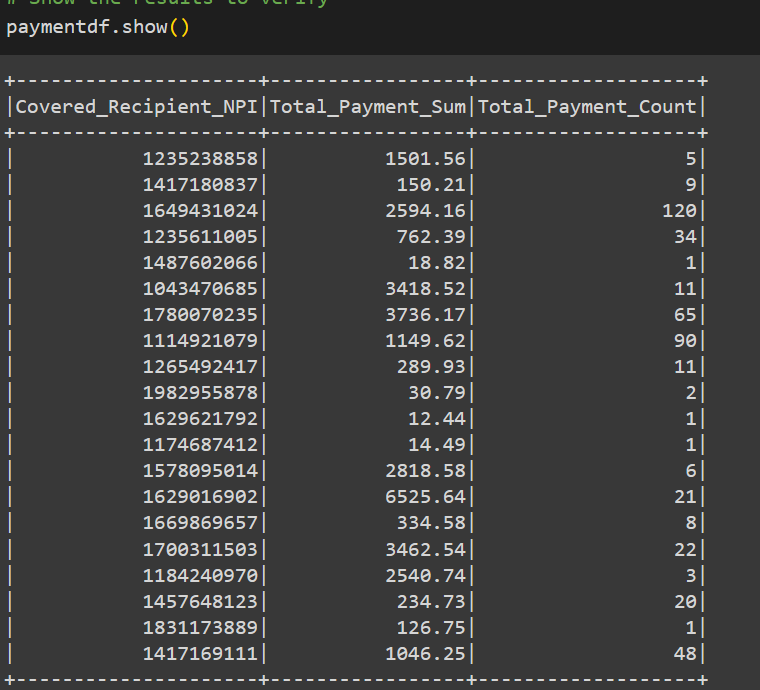 # Show the results to verify
paymentdf.show()
+---------------------+-----------------+-------------------+
|Covered_Recipient_NPI|Total_Payment_Sum|Total_Payment_Count|
+---------------------+-----------------+-------------------+
|           1235238858|          1501.56|                  5|
|           1417180837|           150.21|                  9|
|           1649431024|          2594.16|                120|
|           1235611005|           762.39|                 34|
|           1487602066|            18.82|                  1|
|           1043470685|          3418.52|                 11|
|           1780070235|          3736.17|                 65|
|           1114921079|          1149.62|                 90|
|           1265492417|           289.93|                 11|
|           1982955878|            30.79|                  2|
|           1629621792|            12.44|                  1|
|           1174687412|            14.49|                  1|
|           1578095014|          2818.58|                  6|
|           1629016902|          6525.64|                 21|
|           1669869657|           334.58|                  8|
|           1700311503|          3462.54|                 22|
|           1184240970|          2540.74|                  3|
|           1457648123|           234.73|                 20|
|           1831173889|           126.75|                  1|
|           1417169111|          1046.25|                 48|
+---------------------+-----------------+-------------------+